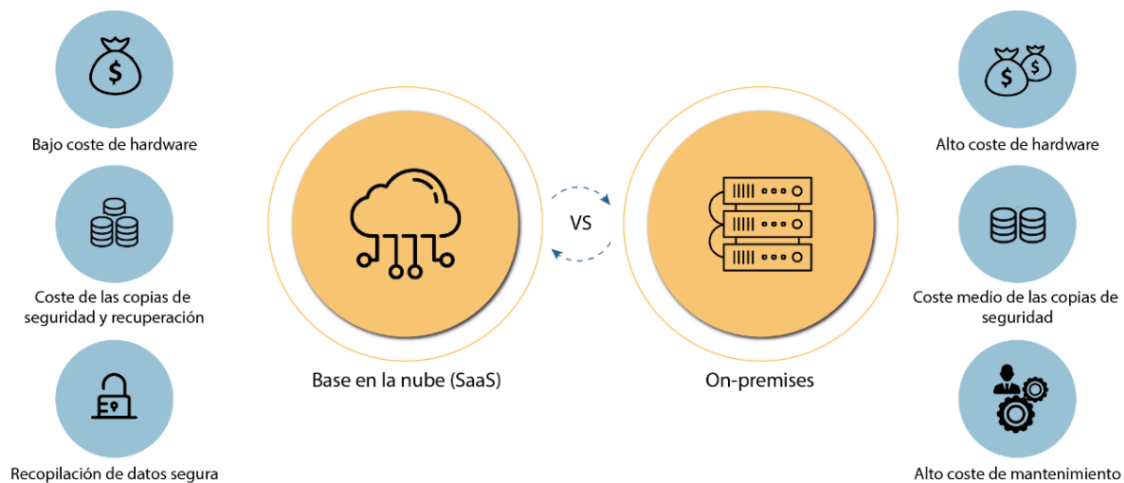 Bajo coste de hardware
Coste de las copias de
seguridad y recuperación
Recopilación de datos segura
Base en la nube (SaaS)
VS
On-premises
Alto coste de hardware
Coste medio de las copias de
seguridad
Alto coste de mantenimiento